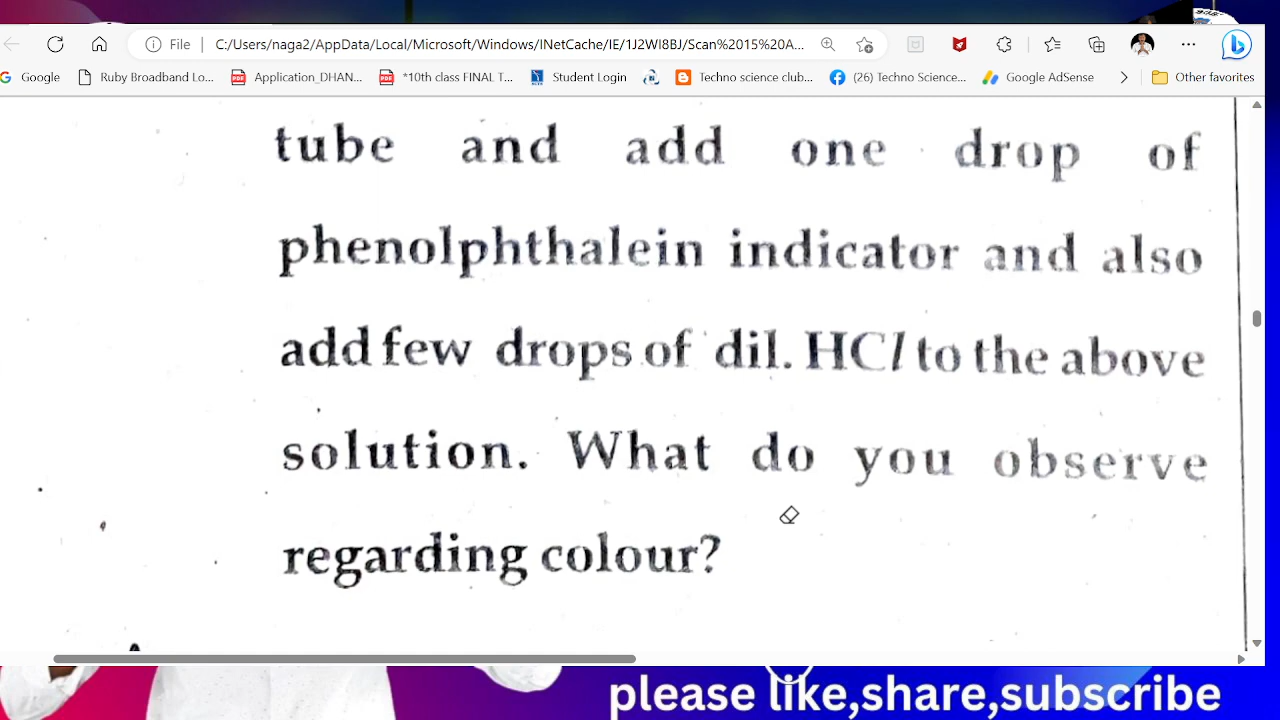 File C:/Users/naga2/AppData/Local/Microsoft/Windows/INetCache/IE/1J2WI8BJ/Scan%2015%20A...
Google Ruby Broadband Lo... Application_DHAN... *10th class FINAL T... Student Login Techno science club... (26) Techno Science... Google AdSense Other favorites
tube and add one drop of
phenolphthalein indicator and also
add few drops of dil. HCl to the above
solution. What do you observe
regarding colour?
please like,share,subscribe